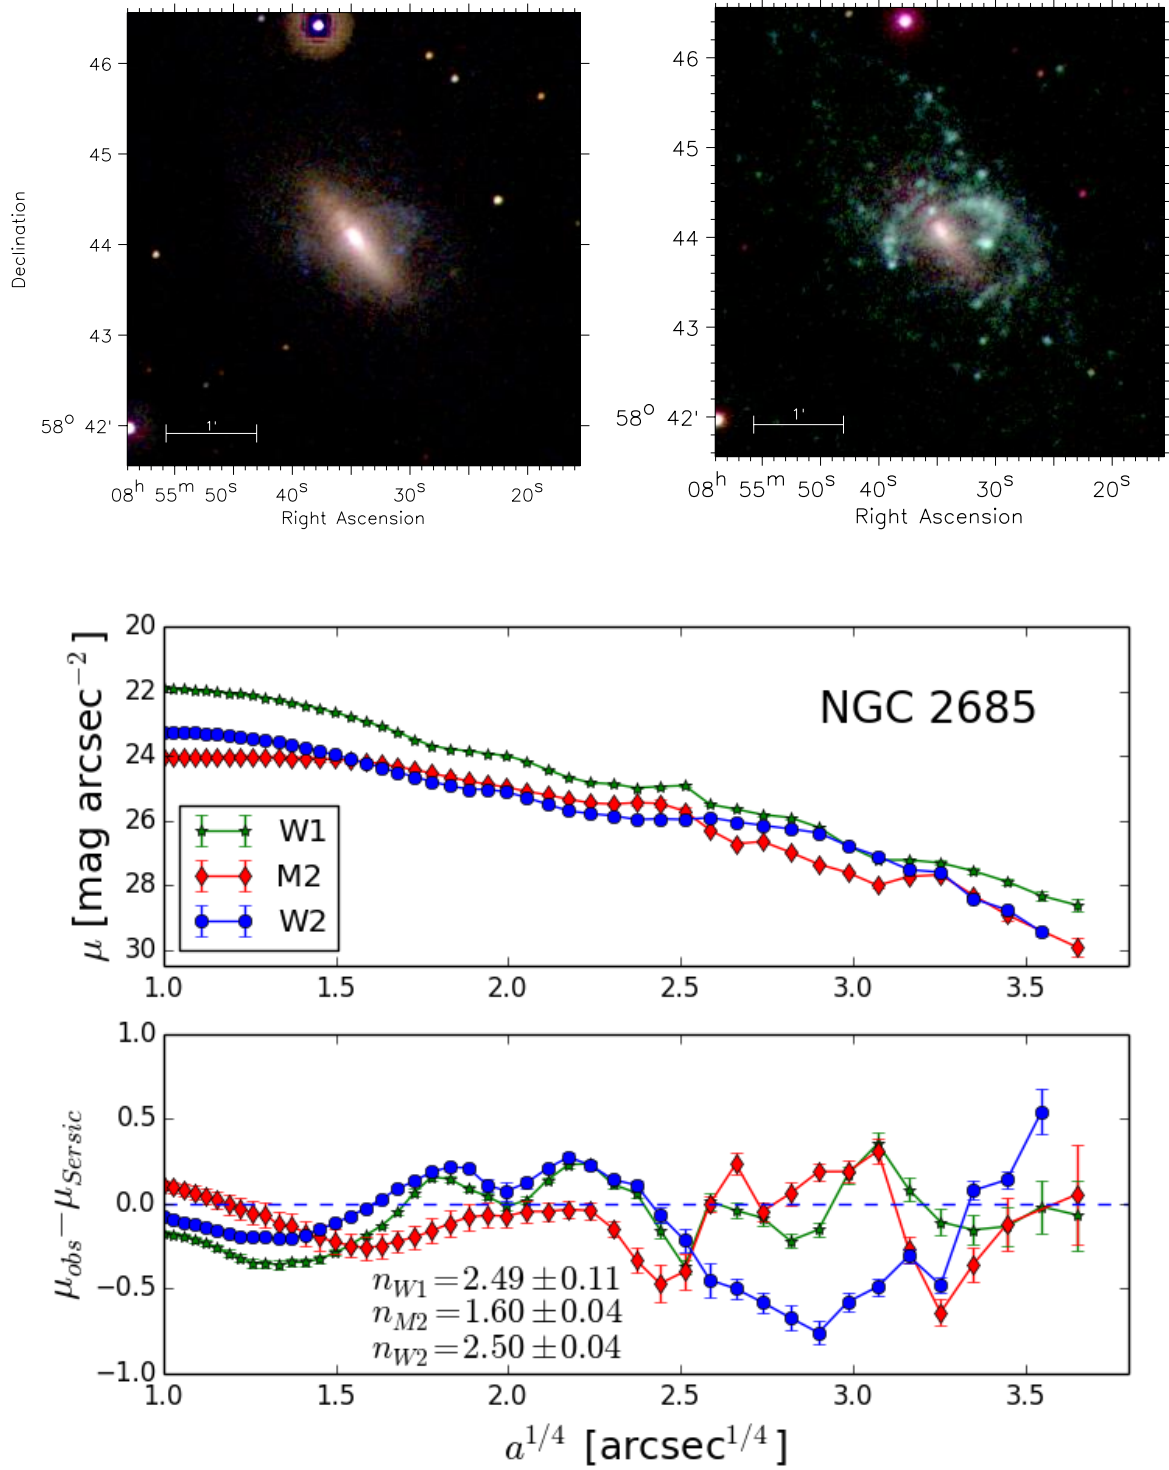 46
45
44
43
58° 42'
Declination
1'
08ʰ 55ᵐ 50ˢ 40ˢ 30ˢ 20ˢ
Right Ascension
46
45
44
43
58° 42'
1'
08ʰ 55ᵐ 50ˢ 40ˢ 30ˢ 20ˢ
Right Ascension
μ [mag arcsec⁻²]
20
22
24
26
28
30
NGC 2685
W1
M2
W2
1.0 1.5 2.0 2.5 3.0 3.5
μ_obs−μ_Sersic
1.0
0.5
0.0
−0.5
−1.0
n_W1=2.49±0.11
n_M2=1.60±0.04
n_W2=2.50±0.04
1.0 1.5 2.0 2.5 3.0 3.5
a^1/4 [arcsec^1/4]